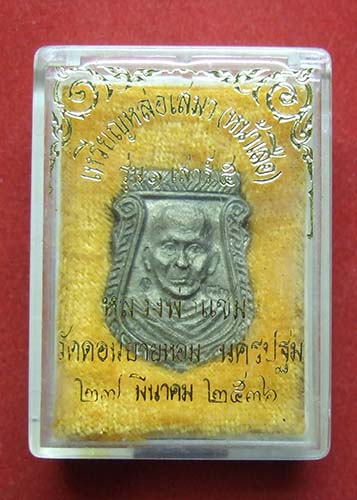 เหรียญหล่อเสมา(หน้าเสือ)
รุ่น๑ เสาร์ ๕
หลวงพ่อแช่ม
วัดดอนยายหอม นครปฐม
๒๗ มีนาคม ๒๕๓๑